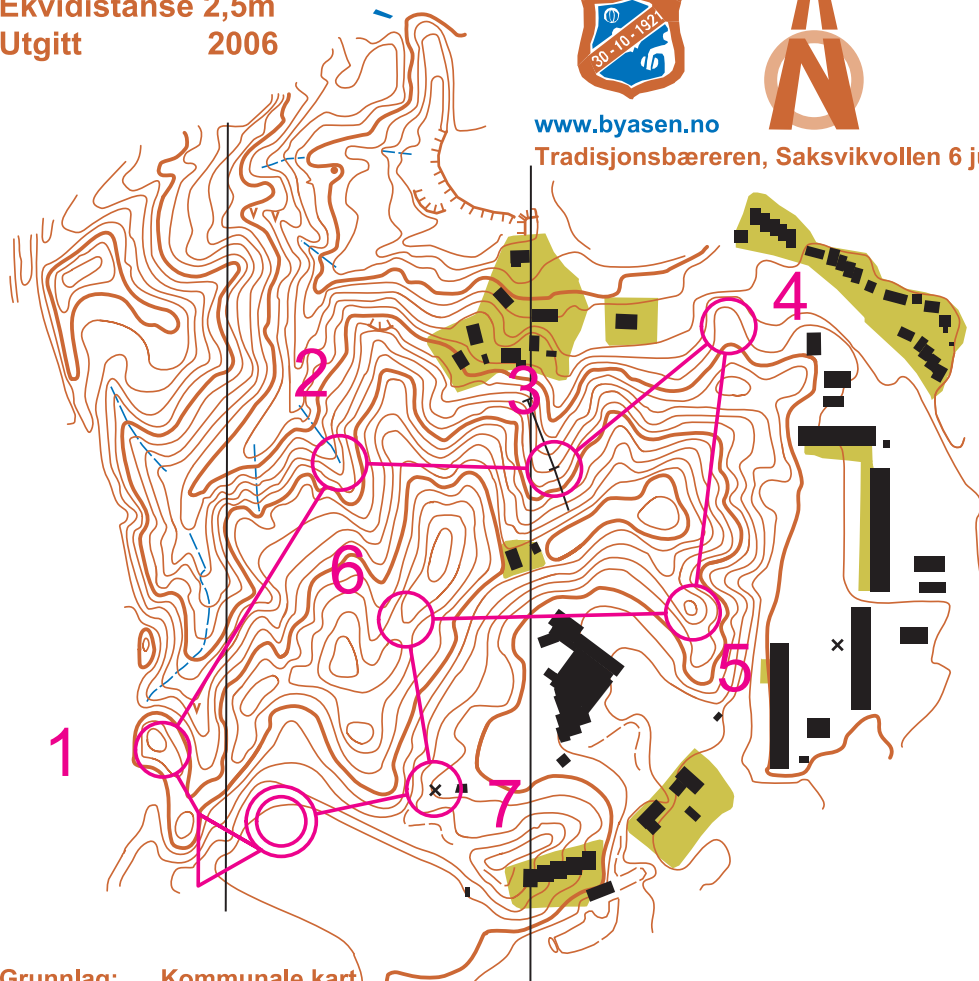 Ekvidistanse 2,5m
Utgitt 2006
30-10-1921
N
www.byasen.no
Tradisjonsbæreren, Saksvikvollen 6
4
2
3
6
5
1
7
Grunnlag: Kommunale kart